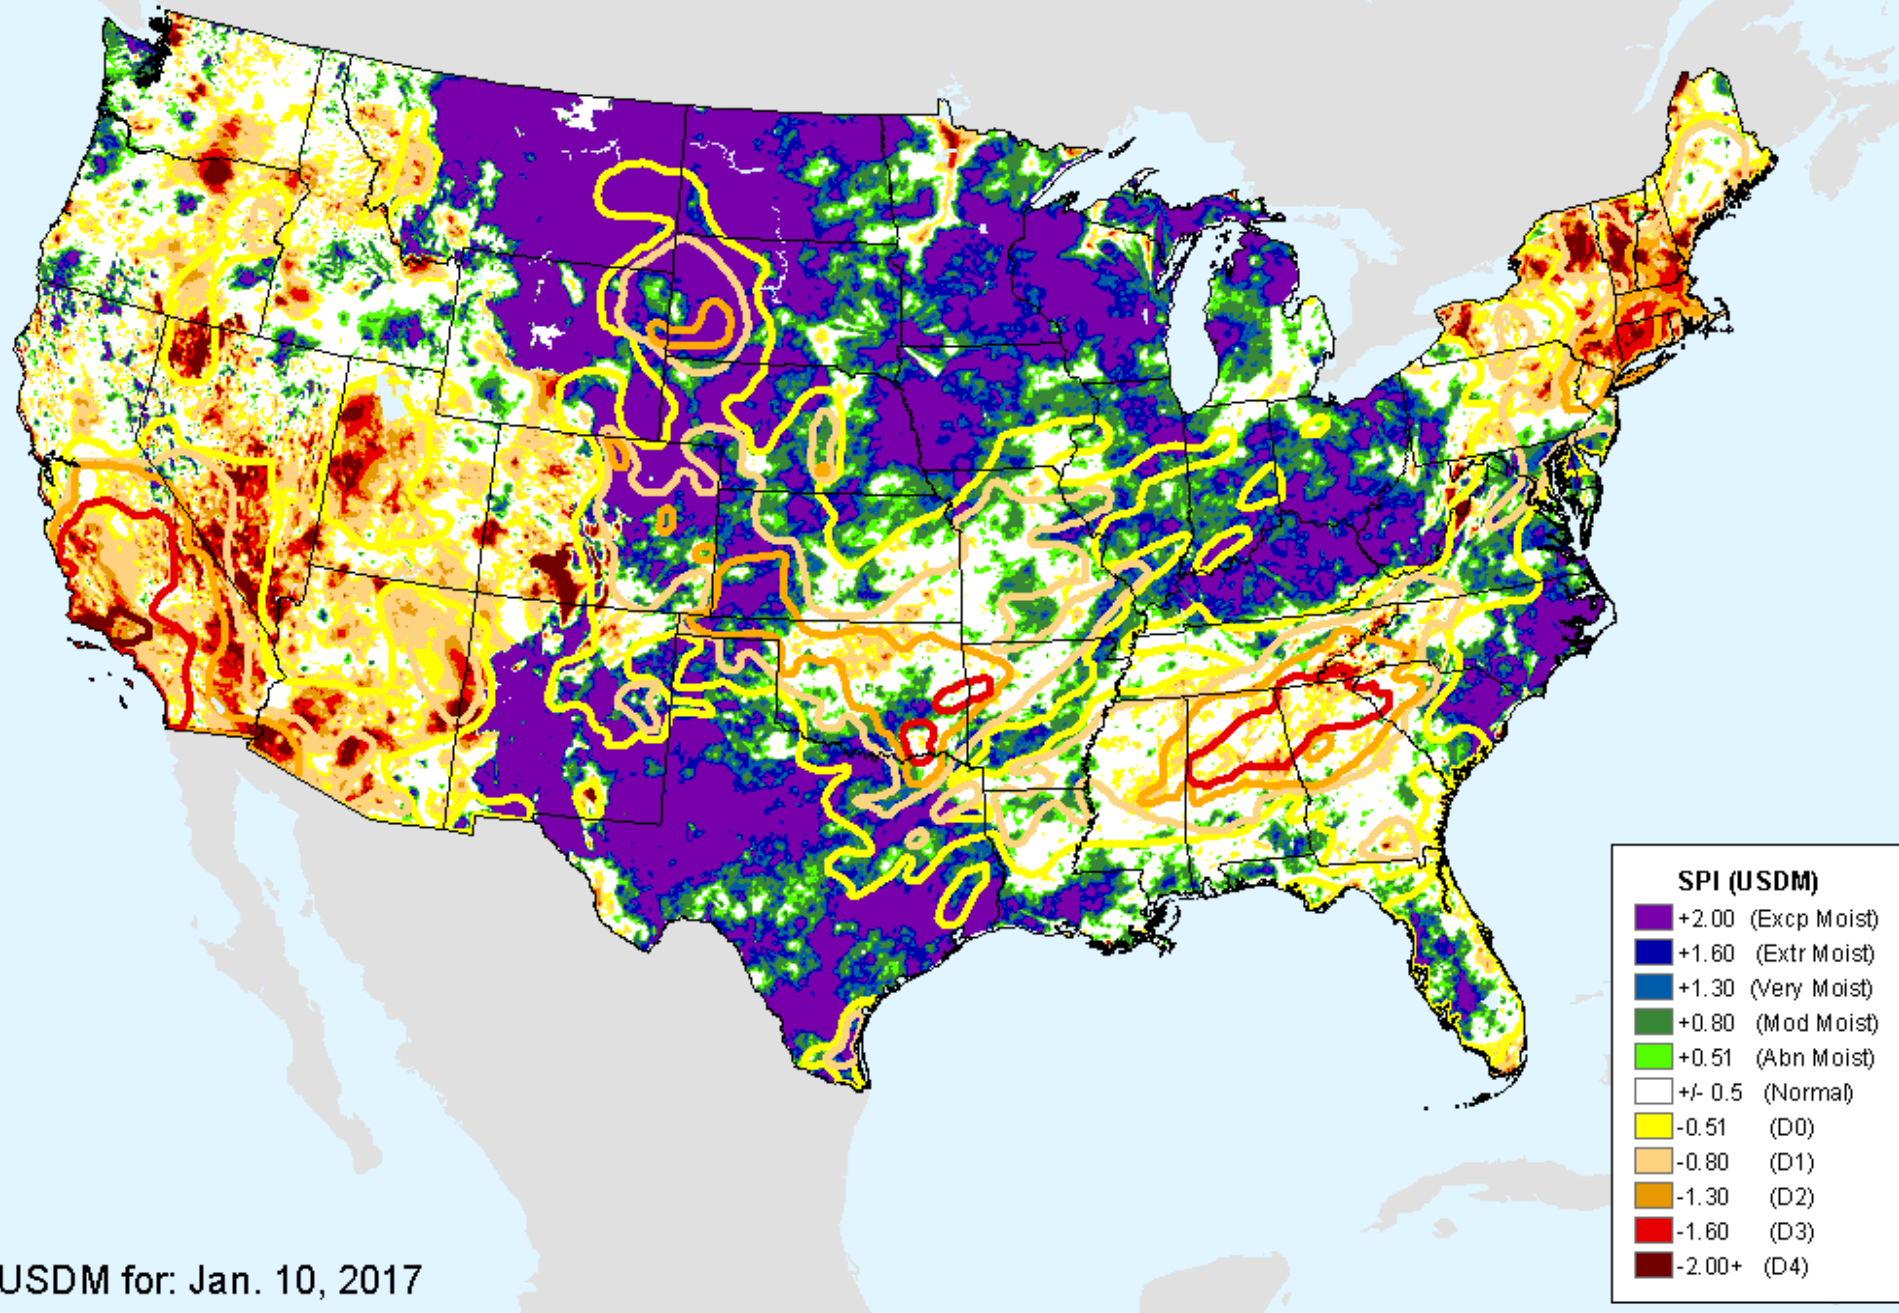 SPI (USDM)
+2.00 (Excp Moist)
+1.60 (Extr Moist)
+1.30 (Very Moist)
+0.80 (Mod Moist)
+0.51 (Abn Moist)
+/- 0.5 (Normal)
-0.51 (D0)
-0.80 (D1)
-1.30 (D2)
-1.60 (D3)
-2.00+ (D4)
USDM for: Jan. 10, 2017